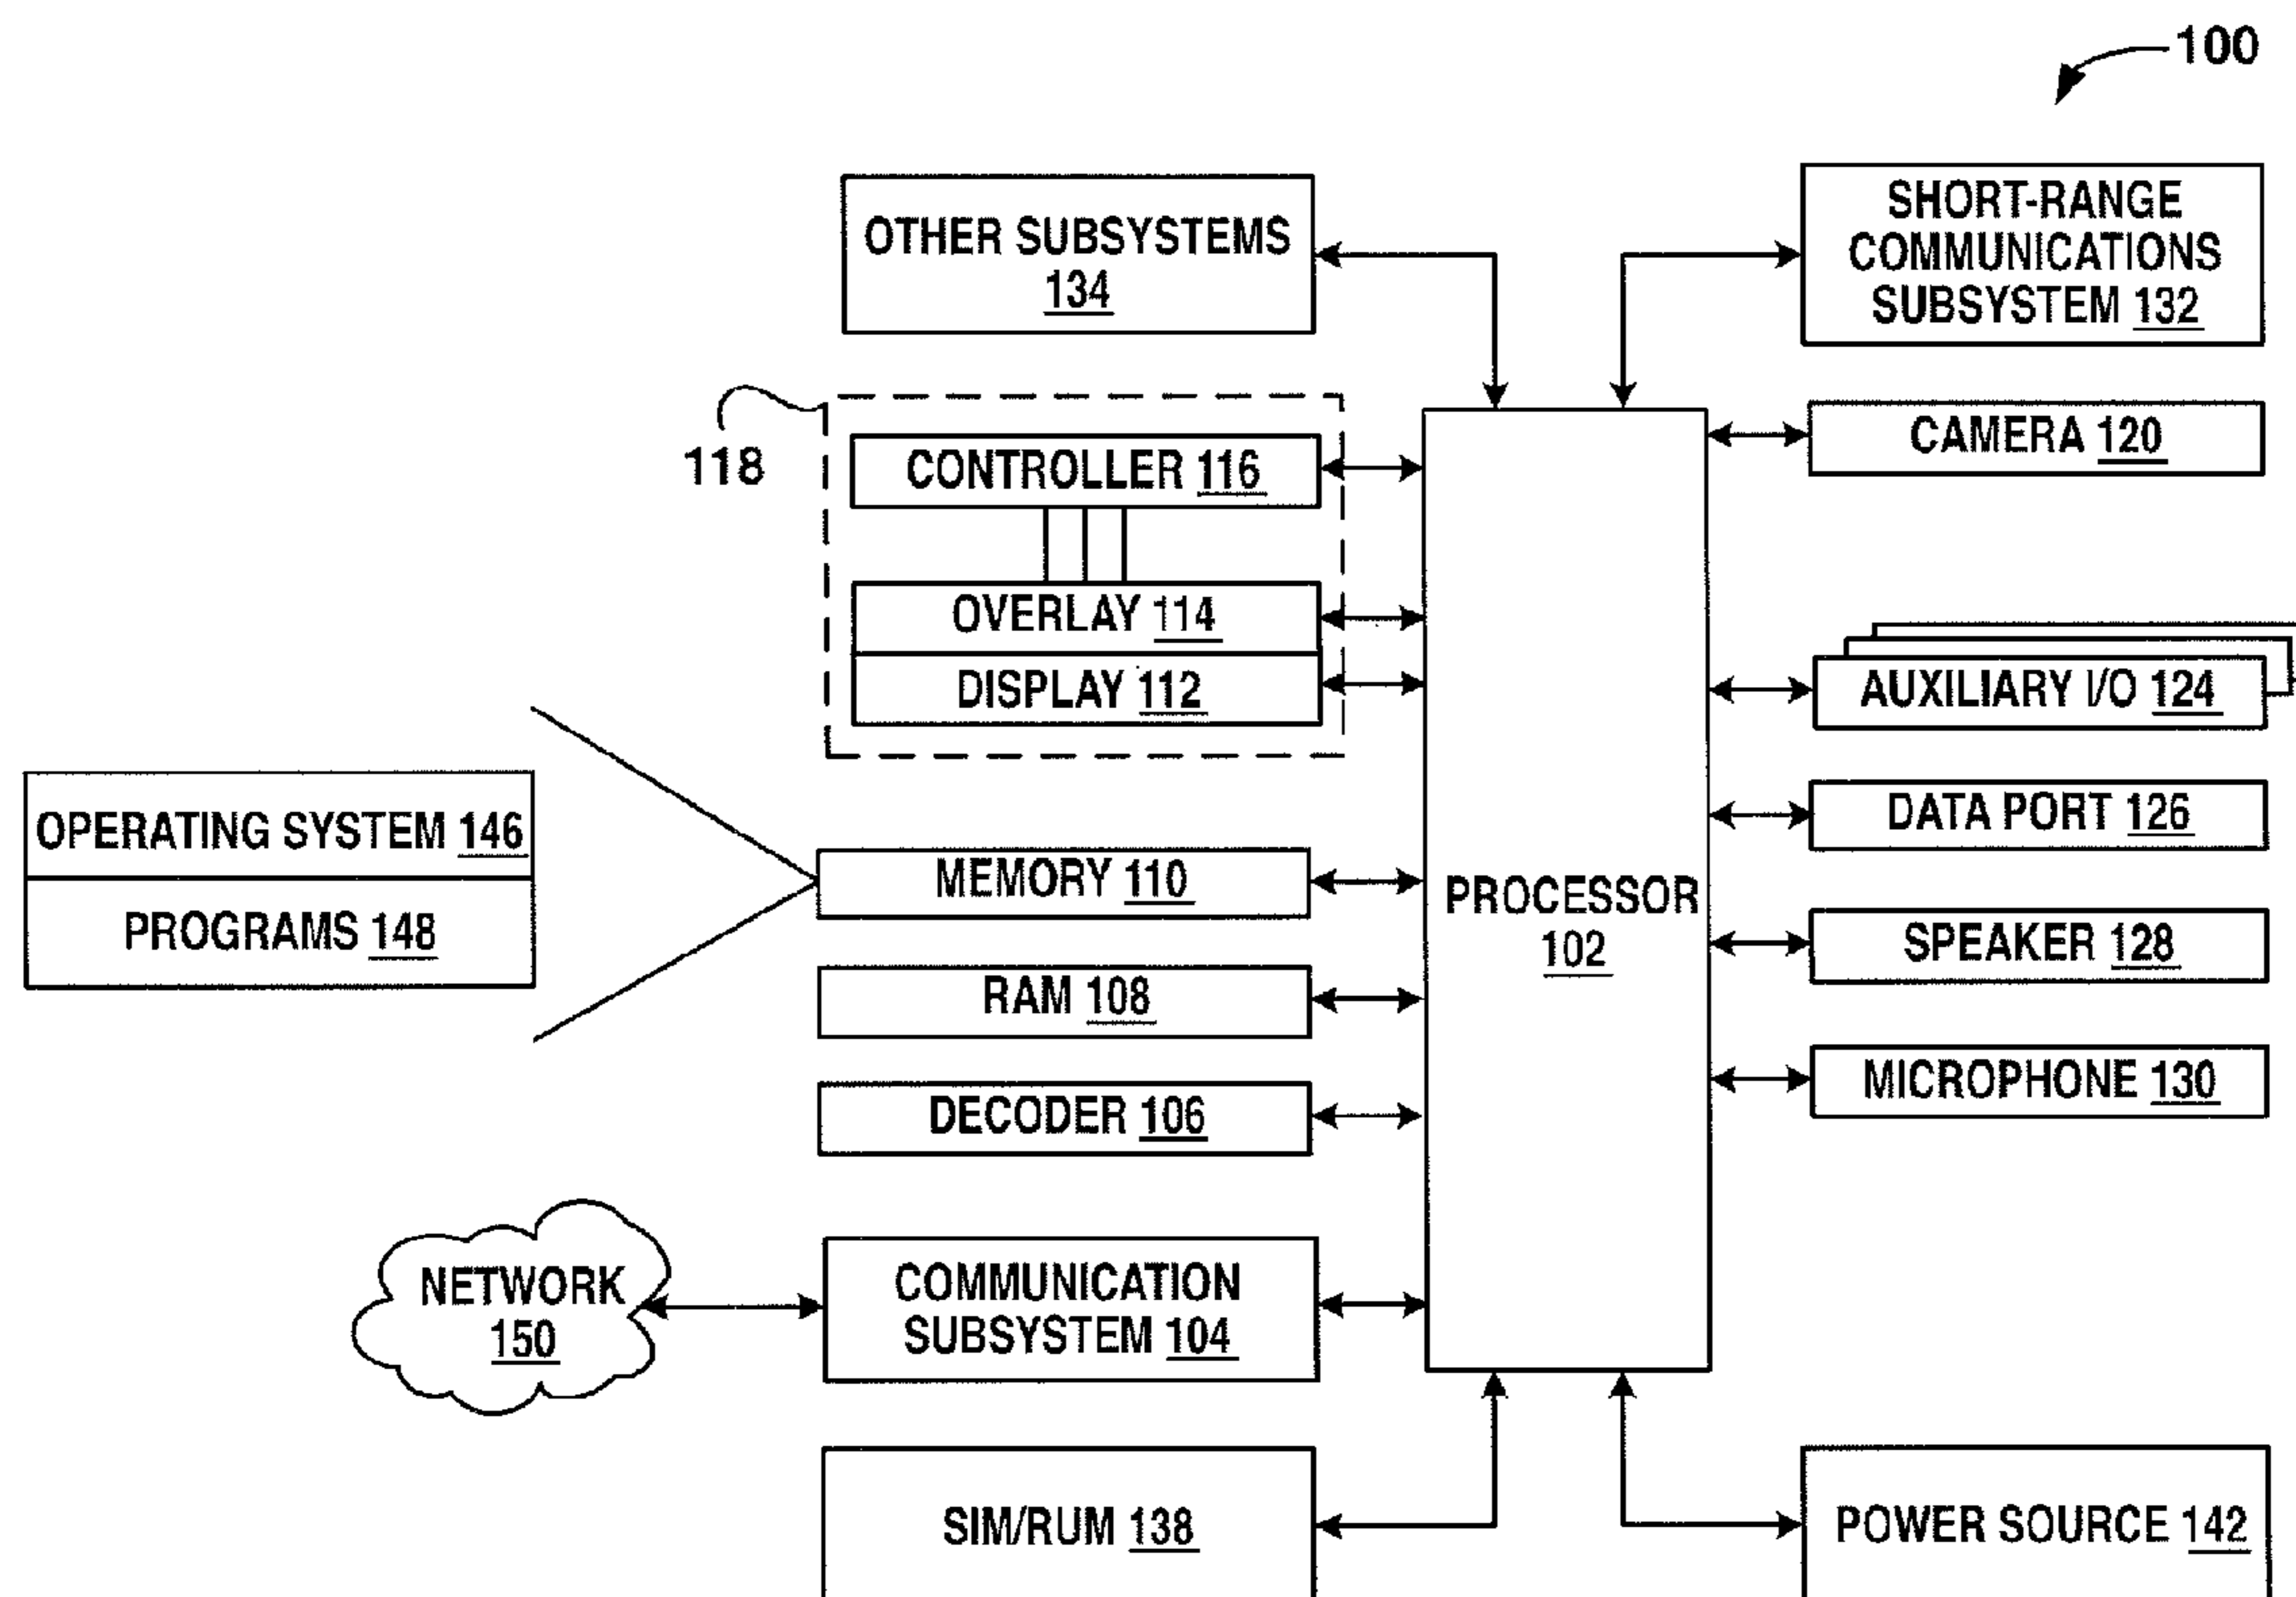 100
OTHER SUBSYSTEMS
134
SHORT-RANGE
COMMUNICATIONS
SUBSYSTEM 132
118
CONTROLLER 116
CAMERA 120
OVERLAY 114
DISPLAY 112
AUXILIARY I/O 124
OPERATING SYSTEM 146
PROGRAMS 148
MEMORY 110
RAM 108
DECODER 106
PROCESSOR
102
DATA PORT 126
SPEAKER 128
MICROPHONE 130
NETWORK
150
COMMUNICATION
SUBSYSTEM 104
SIM/RUM 138
POWER SOURCE 142